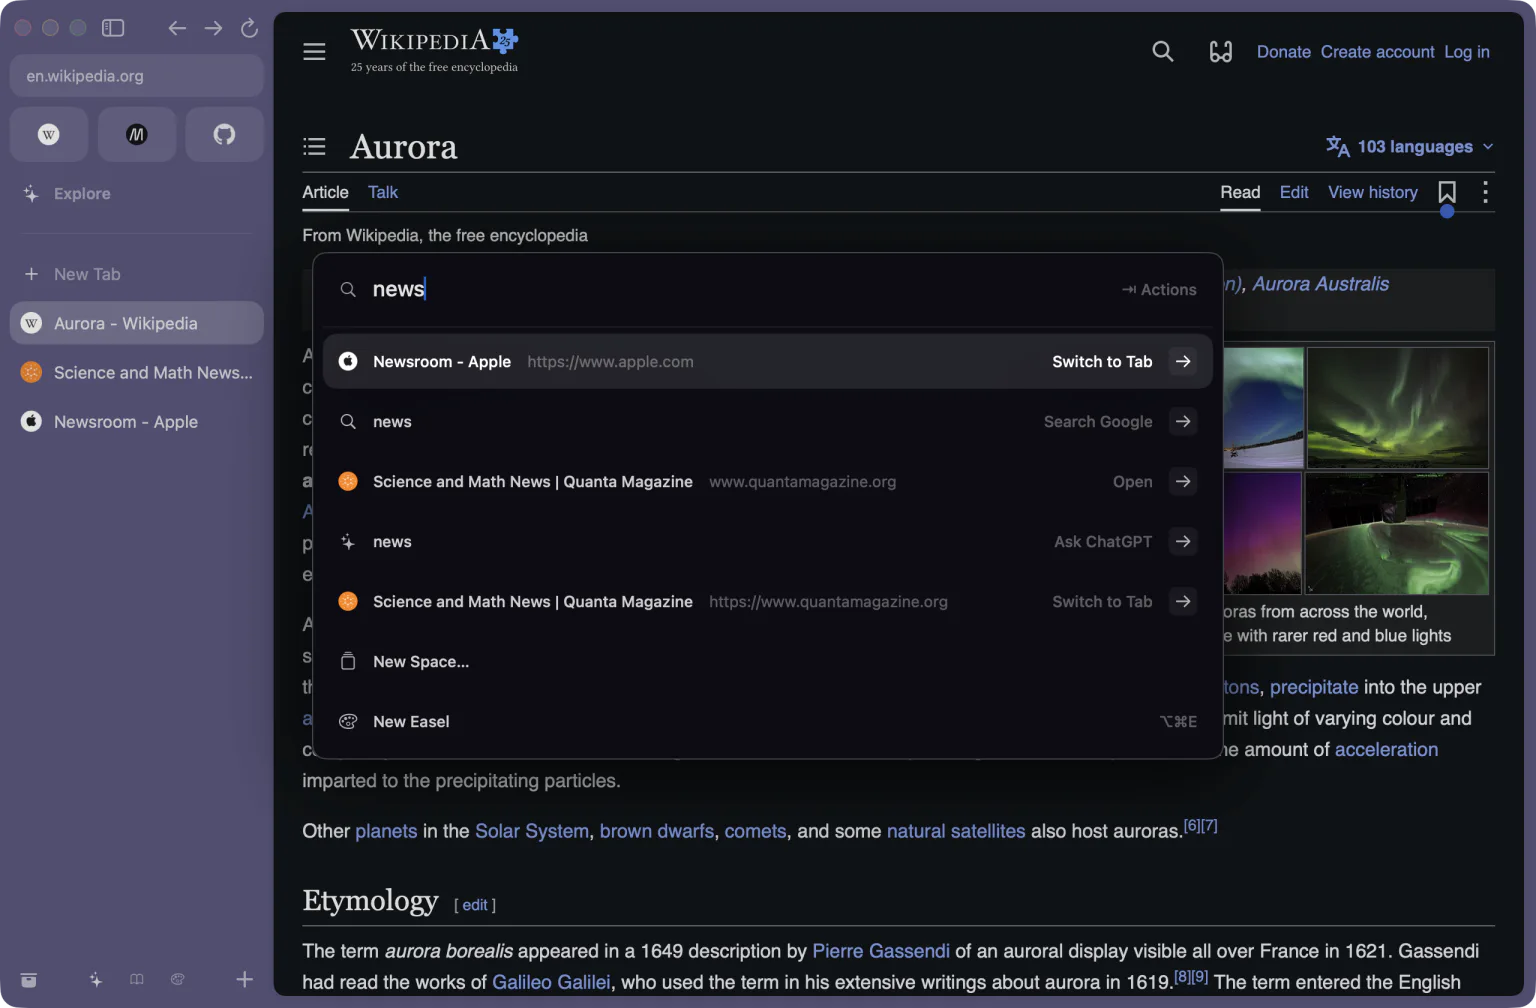 en.wikipedia.org
Explore
New Tab
Aurora - Wikipedia
Science and Math News...
Newsroom - Apple
WIKIPEDIA 25
25 years of the free encyclopedia
Donate Create account Log in
Aurora
103 languages
Article Talk
Read Edit View history
From Wikipedia, the free encyclopedia
n), Aurora Australis
news
Actions
Newsroom - Apple https://www.apple.com Switch to Tab
news Search Google
Science and Math News | Quanta Magazine www.quantamagazine.org Open
news Ask ChatGPT
Science and Math News | Quanta Magazine https://www.quantamagazine.org Switch to Tab
New Space...
New Easel ⌥⌘E
oras from across the world,
e with rarer red and blue lights
tons, precipitate into the upper
mit light of varying colour and
he amount of acceleration
imparted to the precipitating particles.
Other planets in the Solar System, brown dwarfs, comets, and some natural satellites also host auroras.[6][7]
Etymology [ edit ]
The term aurora borealis appeared in a 1649 description by Pierre Gassendi of an auroral display visible all over France in 1621. Gassendi
had read the works of Galileo Galilei, who used the term in his extensive writings about aurora in 1619.[8][9] The term entered the English